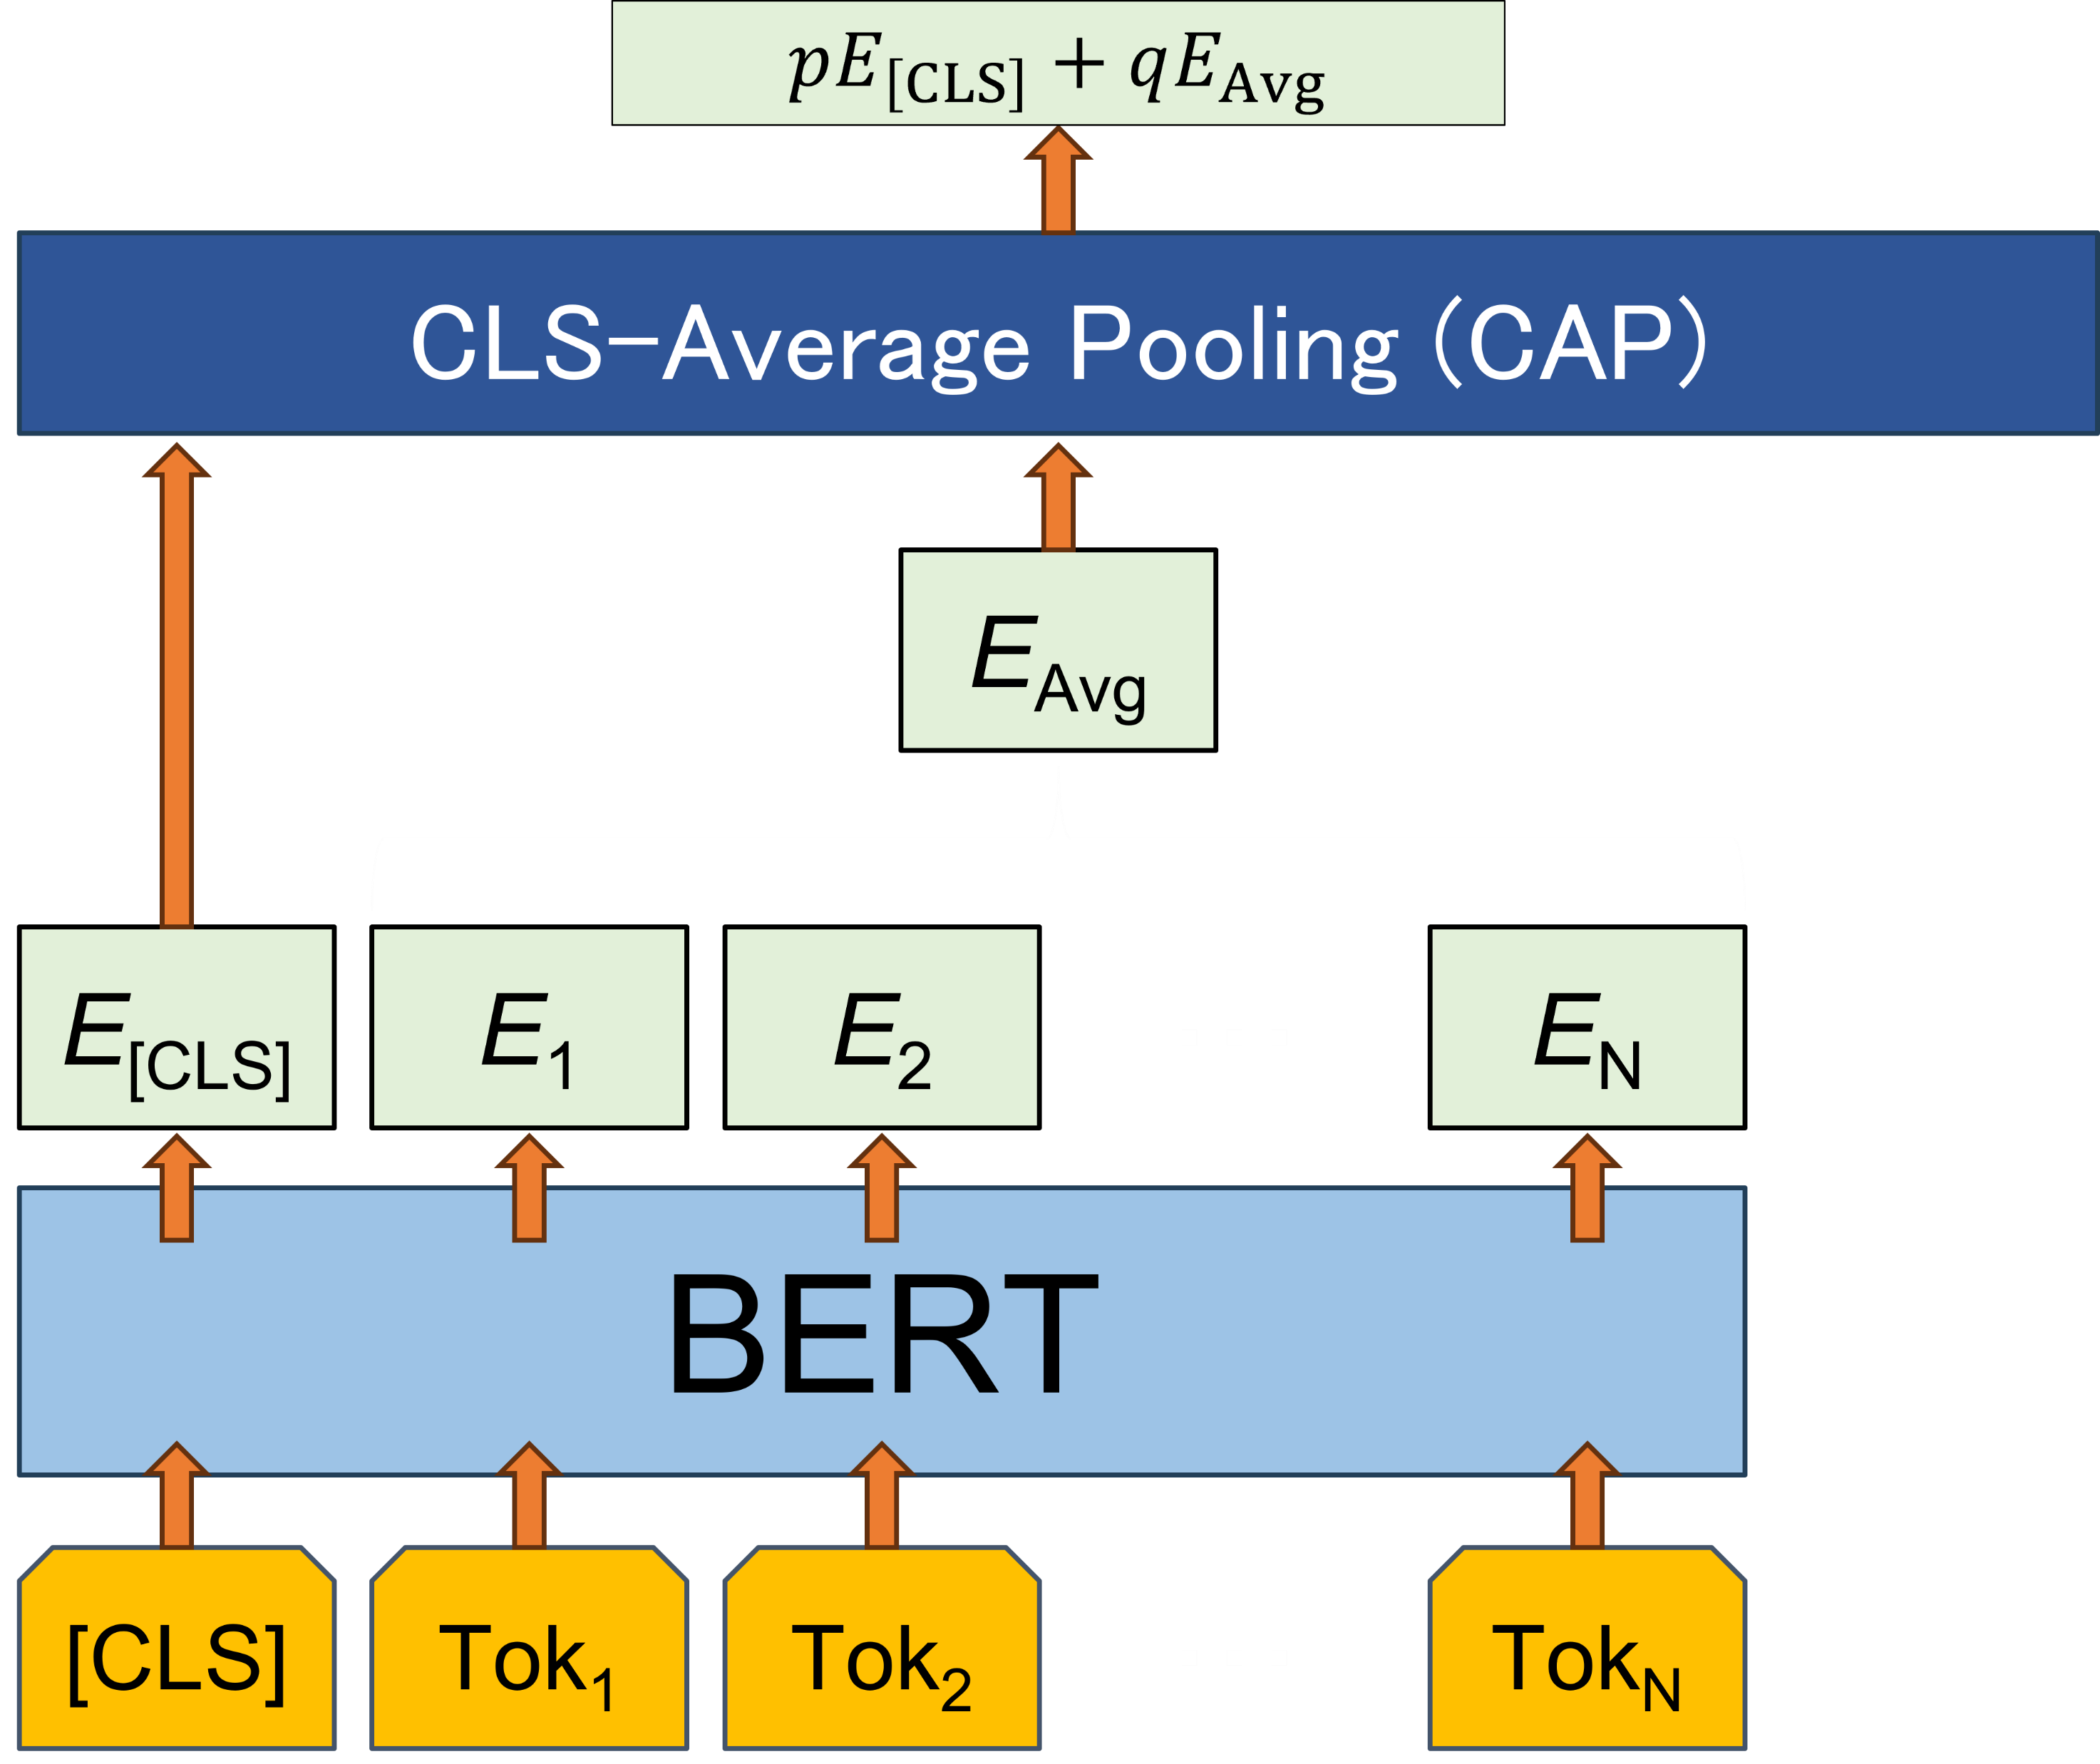 pE[CLS] + qEAvg
CLS-Average Pooling (CAP)
EAvg
E[CLS] E1 E2 EN
BERT
[CLS] Tok1 Tok2 TokN